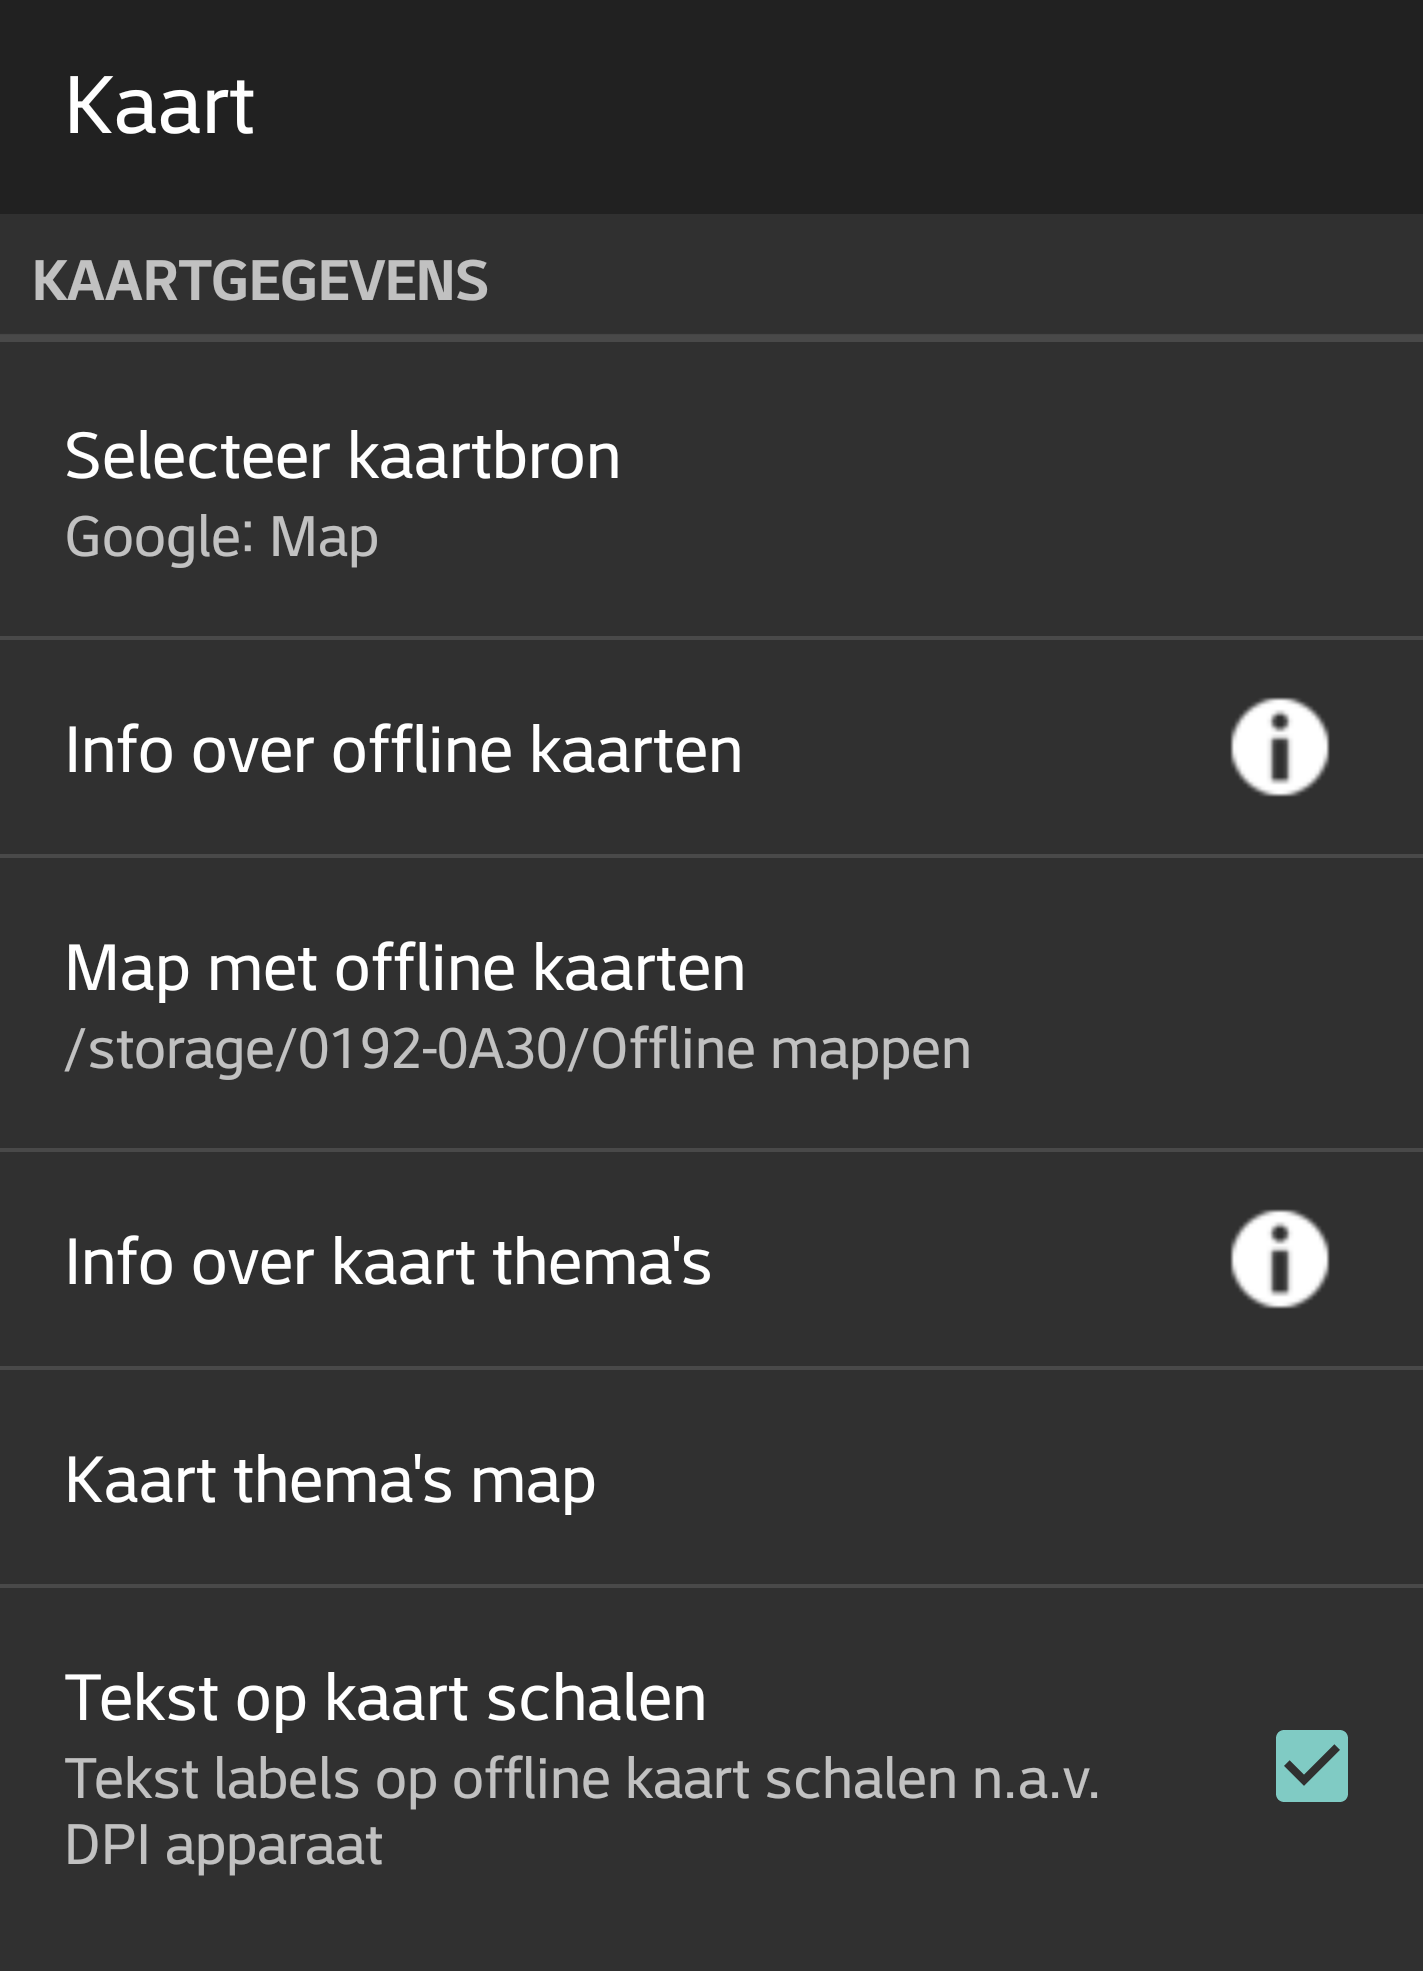 Kaart
KAARTGEGEVENS
Selecteer kaartbron
Google: Map
Info over offline kaarten
Map met offline kaarten
/storage/0192-0A30/Offline mappen
Info over kaart thema's
Kaart thema's map
Tekst op kaart schalen
Tekst labels op offline kaart schalen n.a.v.
DPI apparaat